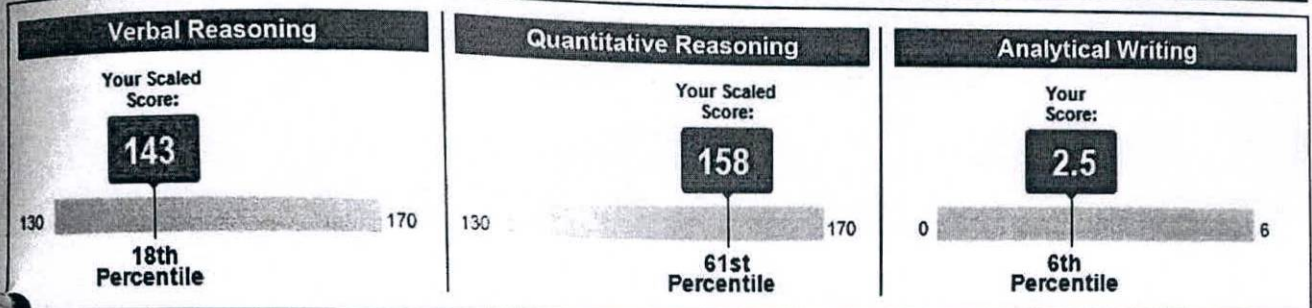 Verbal Reasoning
Your Scaled
Score:
143
130
170
18th
Percentile
Quantitative Reasoning
Your Scaled
Score:
158
130
170
61st
Percentile
Analytical Writing
Your
Score:
2.5
0
6
6th
Percentile